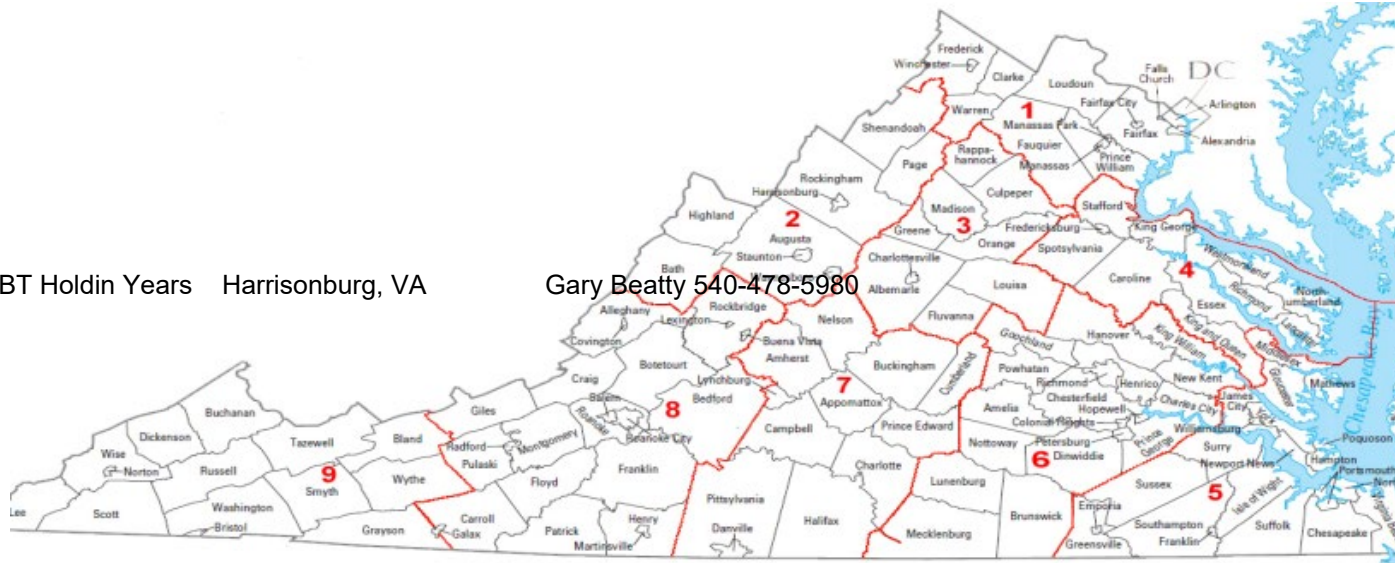 Frederick
Winchester
Clarke
Loudoun
Falls
Church
DC
Arlington
Alexandria
Fairfax City
Fairfax
Warren
1
Manassas Park
Manassas
Prince
William
Fauquier
Shenandoah
Page
Rappa-
hannock
Culpeper
Rockingham
Harrisonburg
Madison
3
Stafford
Highland
2
Augusta
Staunton
Greene
Orange
Fredericksburg
Spotsylvania
King George
Westmoreland
Bath
Charlottesville
Albemarle
Louisa
Caroline
4
Essex
Richmond
North-
umberland
BT Holdin Years Harrisonburg, VA Gary Beatty 540-478-5980
Alleghany
Lexington
Rockbridge
Nelson
Fluvanna
Goochland
Hanover
King William
King and Queen
Middlesex
Chesapeake Bay
Covington
Botetourt
Buena Vista
Amherst
Buckingham
Cumberland
Powhatan
Richmond
Henrico
New Kent
Gloucester
Mathews
Craig
Lynchburg
Bedford
7
Appomattox
Amelia
Chesterfield
Hopewell
Colonial Heights
Charles City
James
City
York
Giles
Salem
Roanoke
Roanoke City
8
Campbell
Prince Edward
Nottoway
Petersburg
Dinwiddie
6
Prince
George
Williamsburg
Surry
Newport News
Poquoson
Hampton
Portsmouth
Buchanan
Dickenson
Wise
Norton
Tazewell
Bland
Radford
Montgomery
Pulaski
Russell
9
Smyth
Wythe
Floyd
Franklin
Pittsylvania
Charlotte
Lunenburg
Sussex
5
Isle of Wight
Lee
Scott
Washington
Bristol
Grayson
Carroll
Galax
Patrick
Henry
Martinsville
Danville
Halifax
Mecklenburg
Brunswick
Emporia
Greensville
Southampton
Franklin
Suffolk
Chesapeake